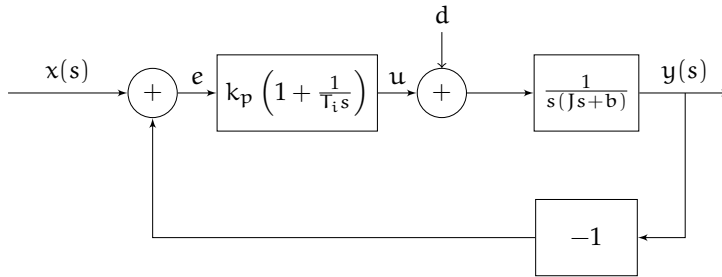 d
x(s)
+
e
k_p (1 + 1/(T_i s))
u
+
1/(s(Js+b))
y(s)
−1